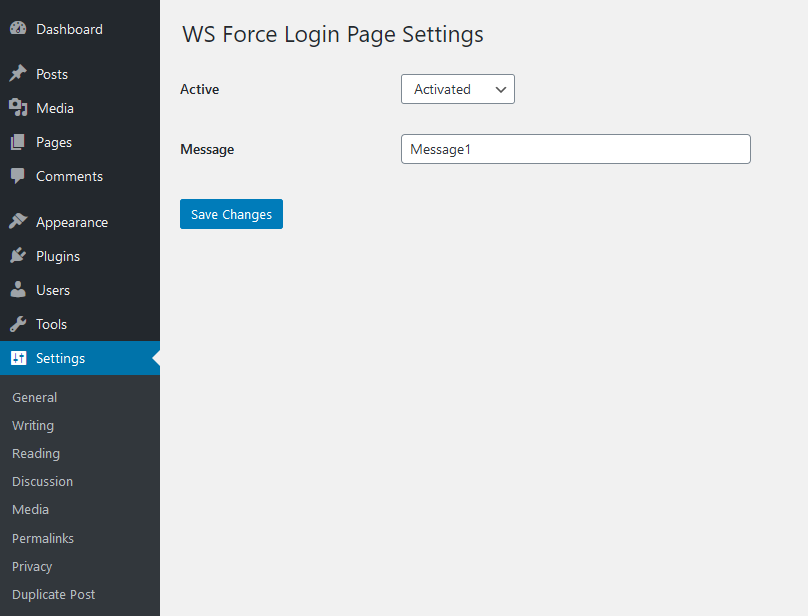 Dashboard
Posts
Media
Pages
Comments
Appearance
Plugins
Users
Tools
Settings
General
Writing
Reading
Discussion
Media
Permalinks
Privacy
Duplicate Post
WS Force Login Page Settings
Active Activated
Message Message1
Save Changes